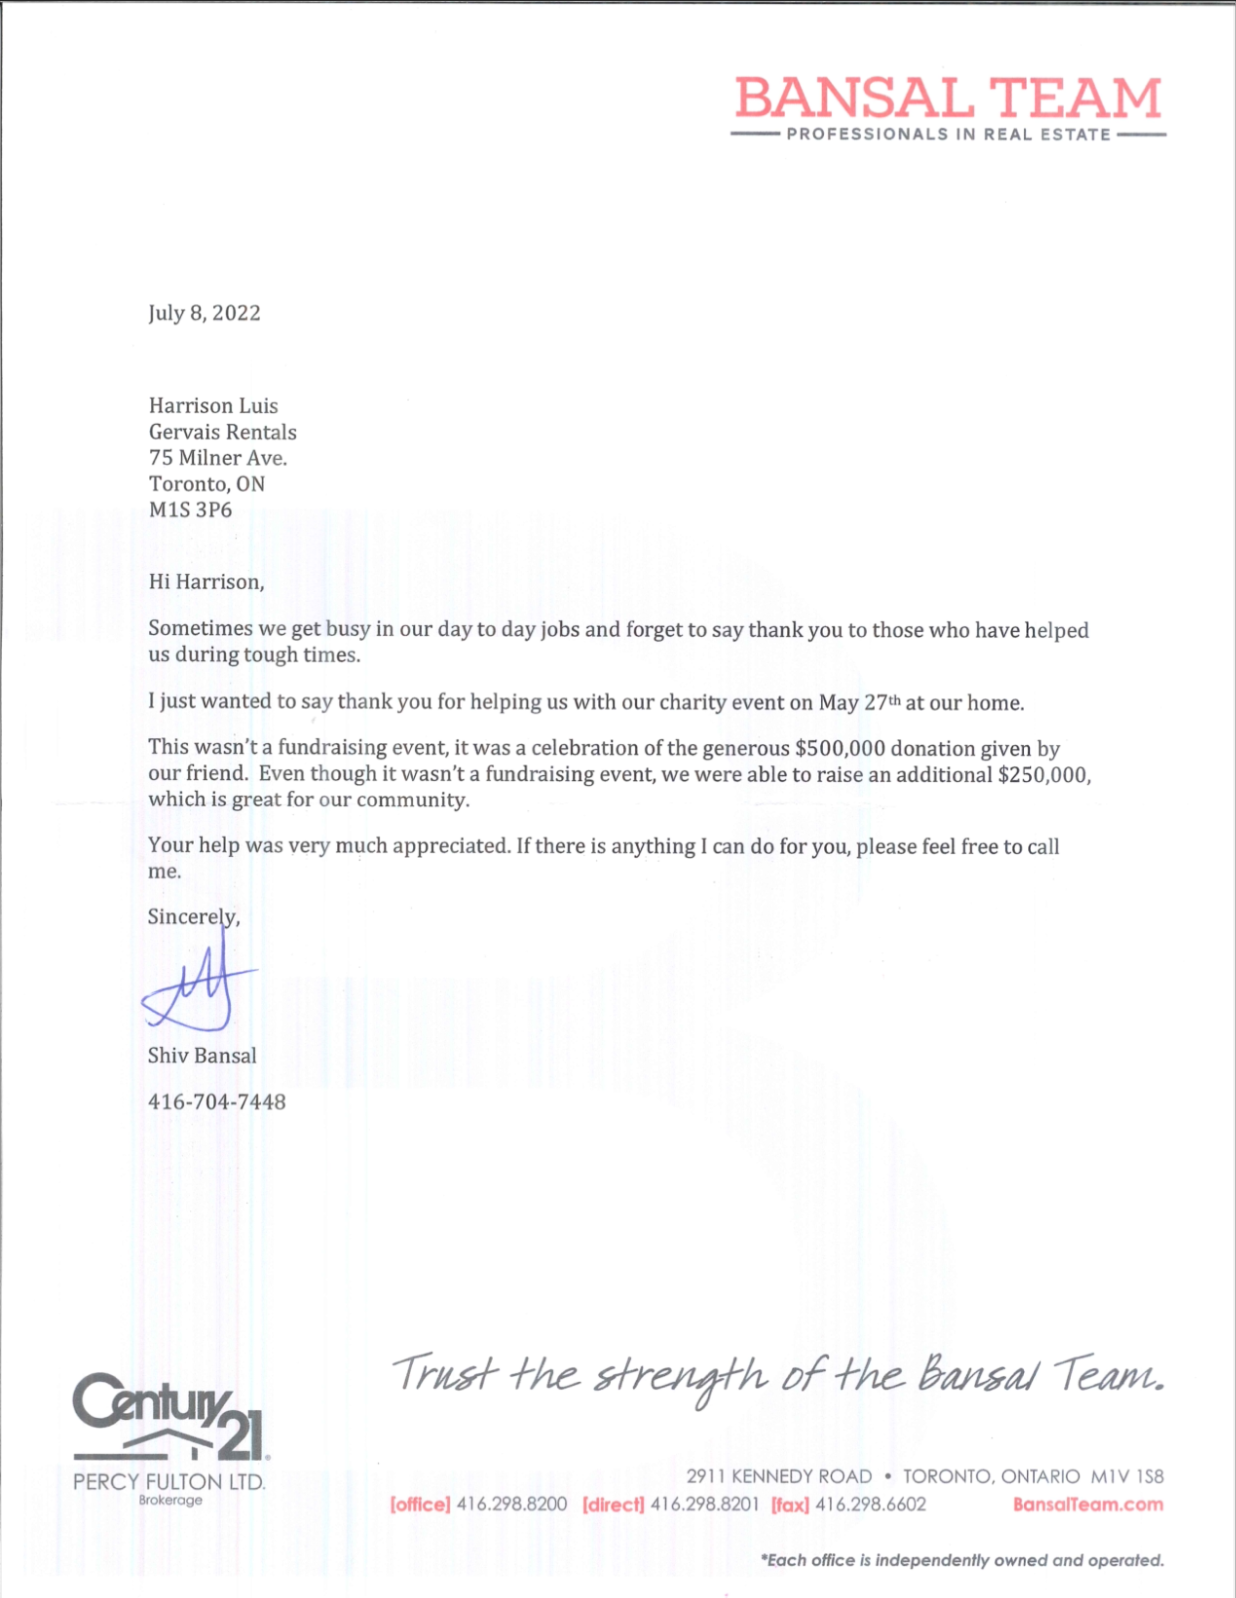 BANSAL TEAM
PROFESSIONALS IN REAL ESTATE
July 8, 2022
Harrison Luis
Gervais Rentals
75 Milner Ave.
Toronto, ON
M1S 3P6
Hi Harrison,
Sometimes we get busy in our day to day jobs and forget to say thank you to those who have helped
us during tough times.
I just wanted to say thank you for helping us with our charity event on May 27th at our home.
This wasn't a fundraising event, it was a celebration of the generous $500,000 donation given by
our friend.  Even though it wasn't a fundraising event, we were able to raise an additional $250,000,
which is great for our community.
Your help was very much appreciated. If there is anything I can do for you, please feel free to call
me.
Sincerely,
Shiv Bansal
416-704-7448
Trust the strength of the Bansal Team.
Century 21®
PERCY FULTON LTD.
Brokerage
2911 KENNEDY ROAD • TORONTO, ONTARIO M1V 1S8
[office] 416.298.8200 [direct] 416.298.8201 [fax] 416.298.6602 BansalTeam.com
*Each office is independently owned and operated.